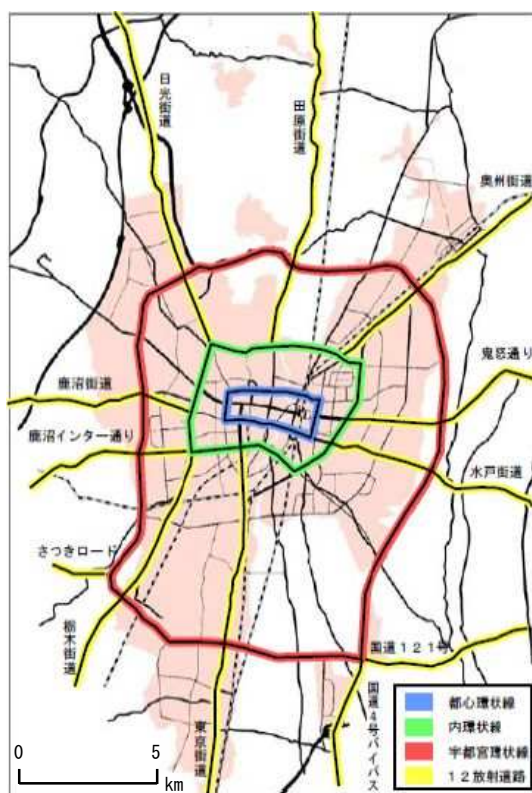 日光街道
田原街道
奥州街道
鬼怒通り
鹿沼街道
鹿沼インター通り
水戸街道
さつきロード
栃木街道
国道121号
国道4号バイパス
東京街道
都心環状線
内環状線
宇都宮環状線
12放射道路
0 5
km